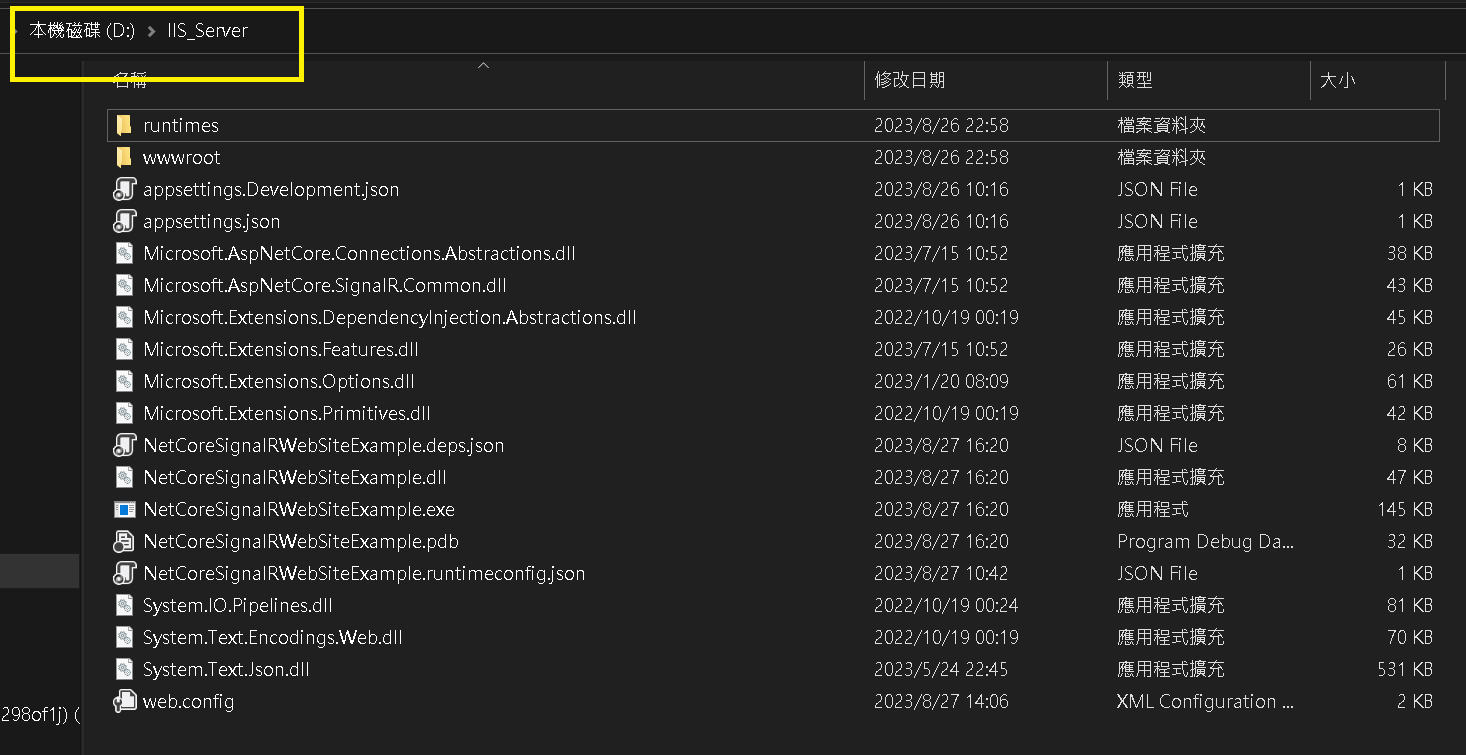 本機磁碟 (D:) > IIS_Server
名稱 修改日期 類型 大小
runtimes 2023/8/26 22:58 檔案資料夾
wwwroot 2023/8/26 22:58 檔案資料夾
appsettings.Development.json 2023/8/26 10:16 JSON File 1 KB
appsettings.json 2023/8/26 10:16 JSON File 1 KB
Microsoft.AspNetCore.Connections.Abstractions.dll 2023/7/15 10:52 應用程式擴充 38 KB
Microsoft.AspNetCore.SignalR.Common.dll 2023/7/15 10:52 應用程式擴充 43 KB
Microsoft.Extensions.DependencyInjection.Abstractions.dll 2022/10/19 00:19 應用程式擴充 45 KB
Microsoft.Extensions.Features.dll 2023/7/15 10:52 應用程式擴充 26 KB
Microsoft.Extensions.Options.dll 2023/1/20 08:09 應用程式擴充 61 KB
Microsoft.Extensions.Primitives.dll 2022/10/19 00:19 應用程式擴充 42 KB
NetCoreSignalRWebSiteExample.deps.json 2023/8/27 16:20 JSON File 8 KB
NetCoreSignalRWebSiteExample.dll 2023/8/27 16:20 應用程式擴充 47 KB
NetCoreSignalRWebSiteExample.exe 2023/8/27 16:20 應用程式 145 KB
NetCoreSignalRWebSiteExample.pdb 2023/8/27 16:20 Program Debug Da... 32 KB
NetCoreSignalRWebSiteExample.runtimeconfig.json 2023/8/27 10:42 JSON File 1 KB
System.IO.Pipelines.dll 2022/10/19 00:24 應用程式擴充 81 KB
System.Text.Encodings.Web.dll 2022/10/19 00:19 應用程式擴充 70 KB
System.Text.Json.dll 2023/5/24 22:45 應用程式擴充 531 KB
web.config 2023/8/27 14:06 XML Configuration ... 2 KB
298of1j) (